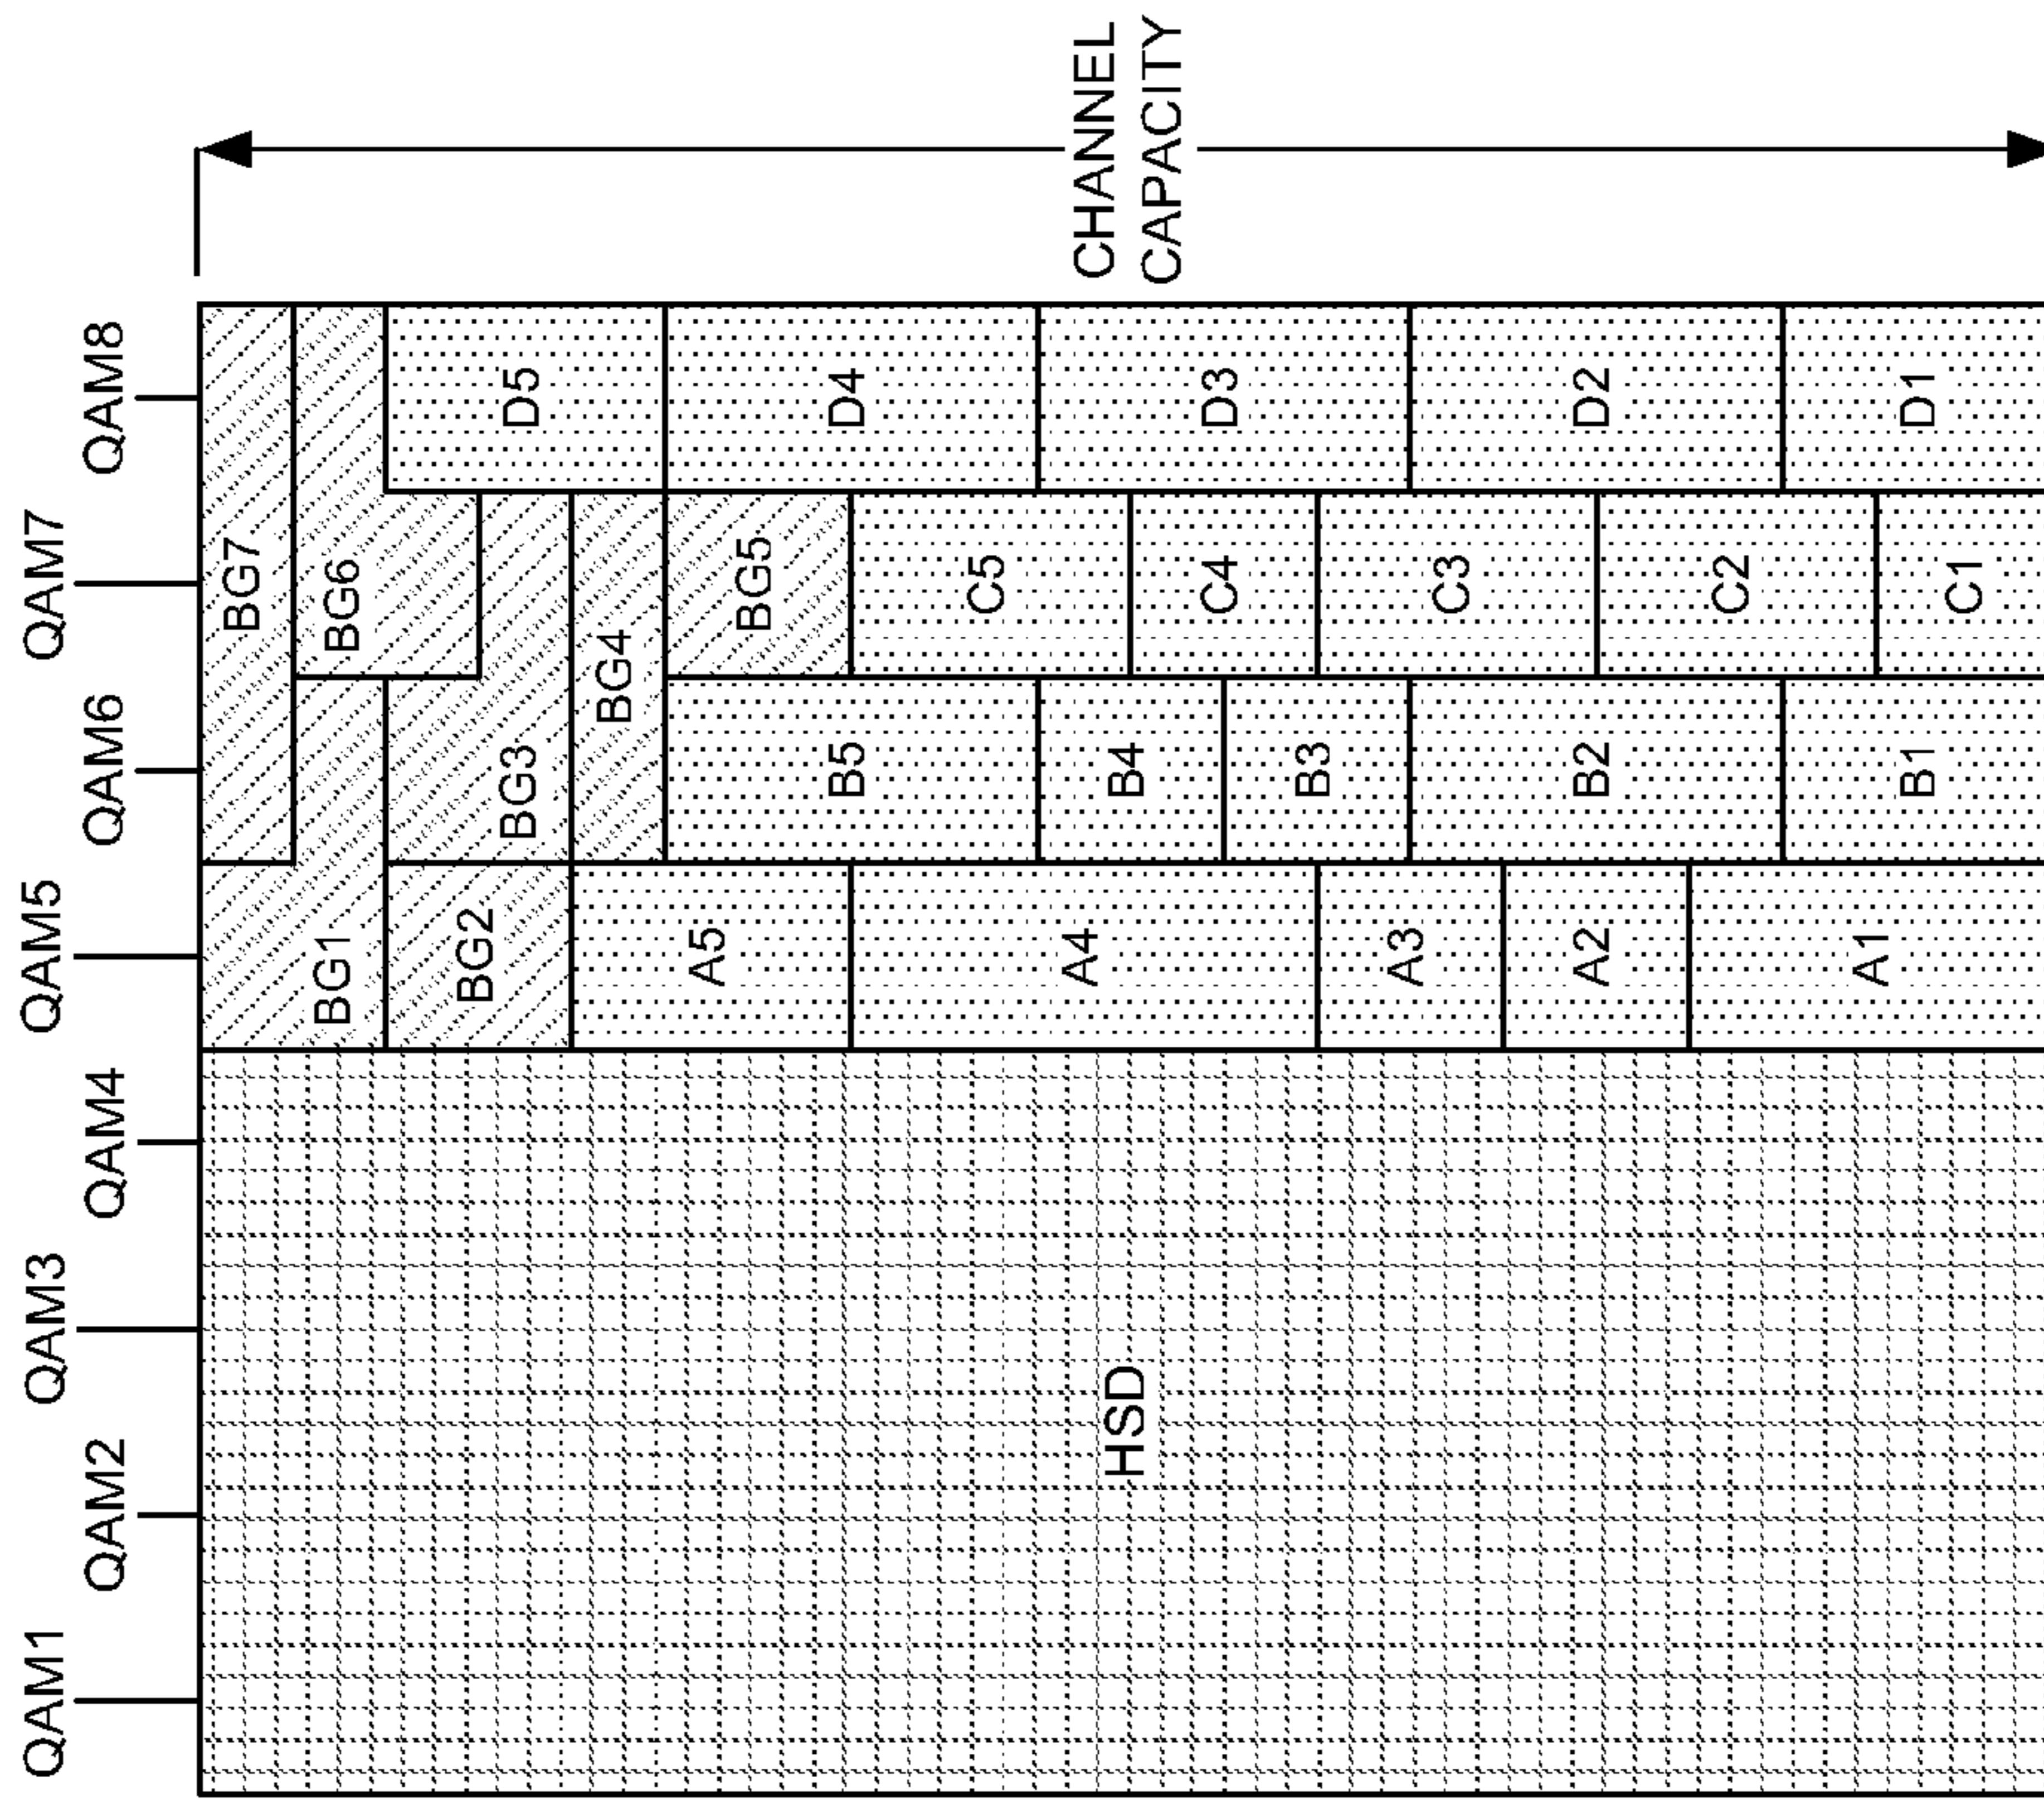 QAM1
QAM2
QAM3
QAM4
QAM5
QAM6
QAM7
QAM8
HSD
BG1
BG2
A5
A4
A3
A2
A1
BG3
BG4
B5
B4
B3
B2
B1
BG7
BG6
BG5
C5
C4
C3
C2
C1
D5
D4
D3
D2
D1
CHANNEL
CAPACITY